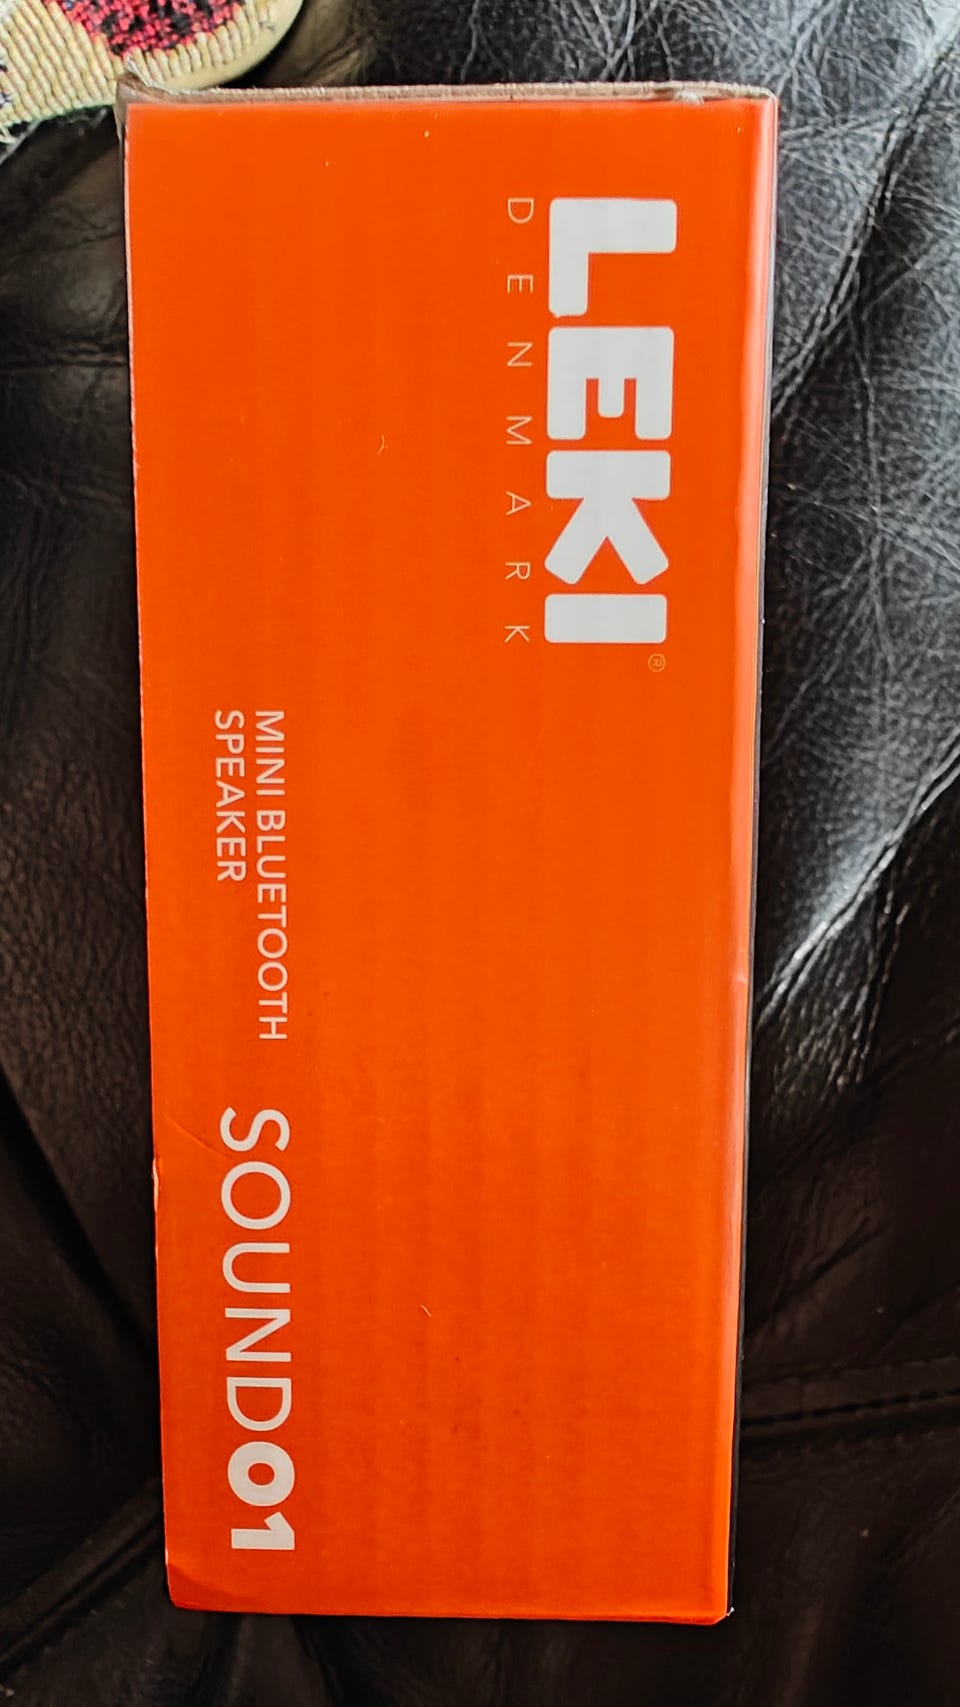 LEKI®
DENMARK
MINI BLUETOOTH
SPEAKER
SOUND01